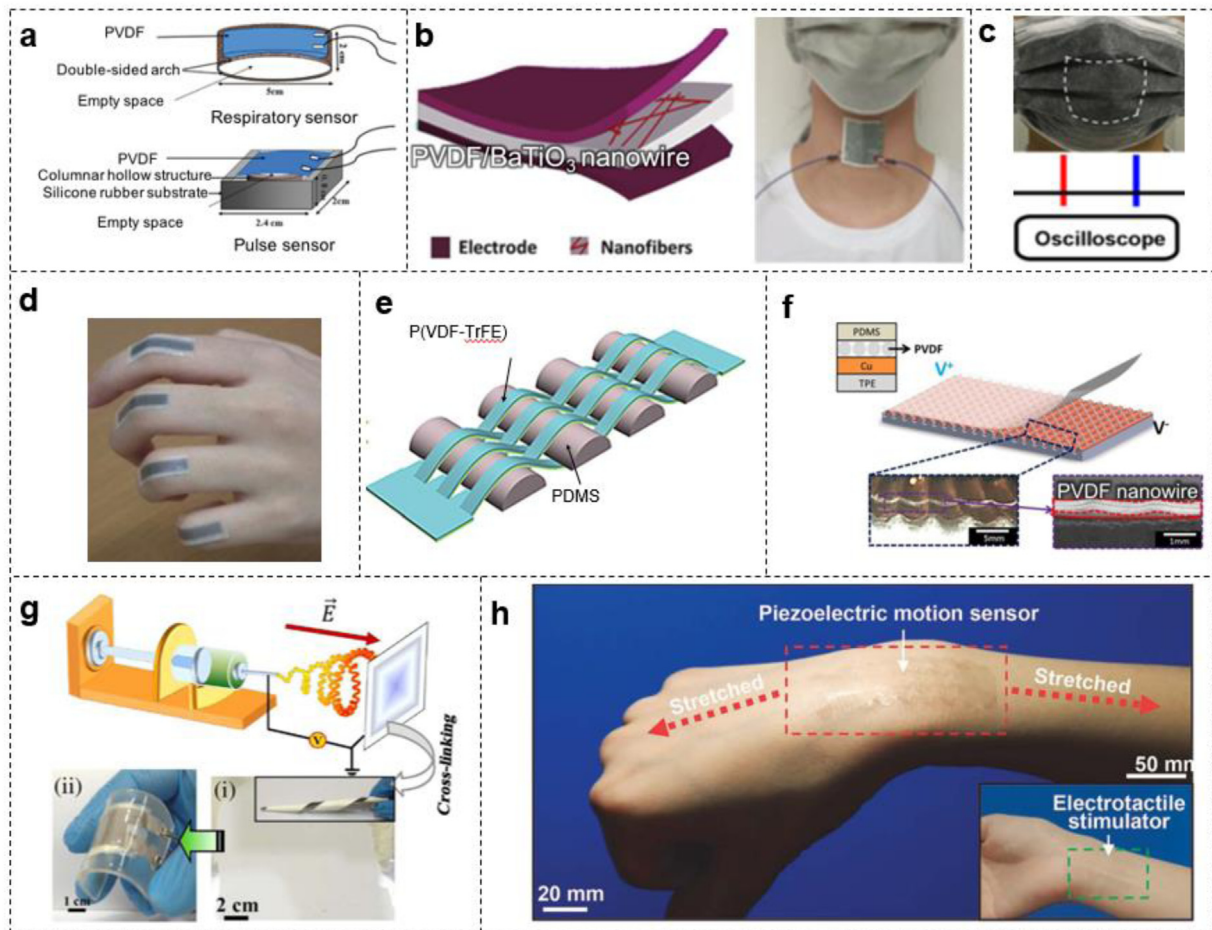 a
PVDF
Double-sided arch
Empty space
5cm
2 cm
Respiratory sensor
PVDF
Columnar hollow structure
Silicone rubber substrate
Empty space
2.4 cm
2cm
Pulse sensor
b
PVDF/BaTiO3 nanowire
Electrode
Nanofibers
c
Oscilloscope
d
e
P(VDF-TrFE)
PDMS
f
PDMS
PVDF
Cu
TPE
V+
V-
PVDF nanowire
5mm
1mm
g
E
V
Cross-linking
(ii)
(i)
1 cm
2 cm
h
Piezoelectric motion sensor
Stretched
Stretched
50 mm
Electrotactile
stimulator
20 mm